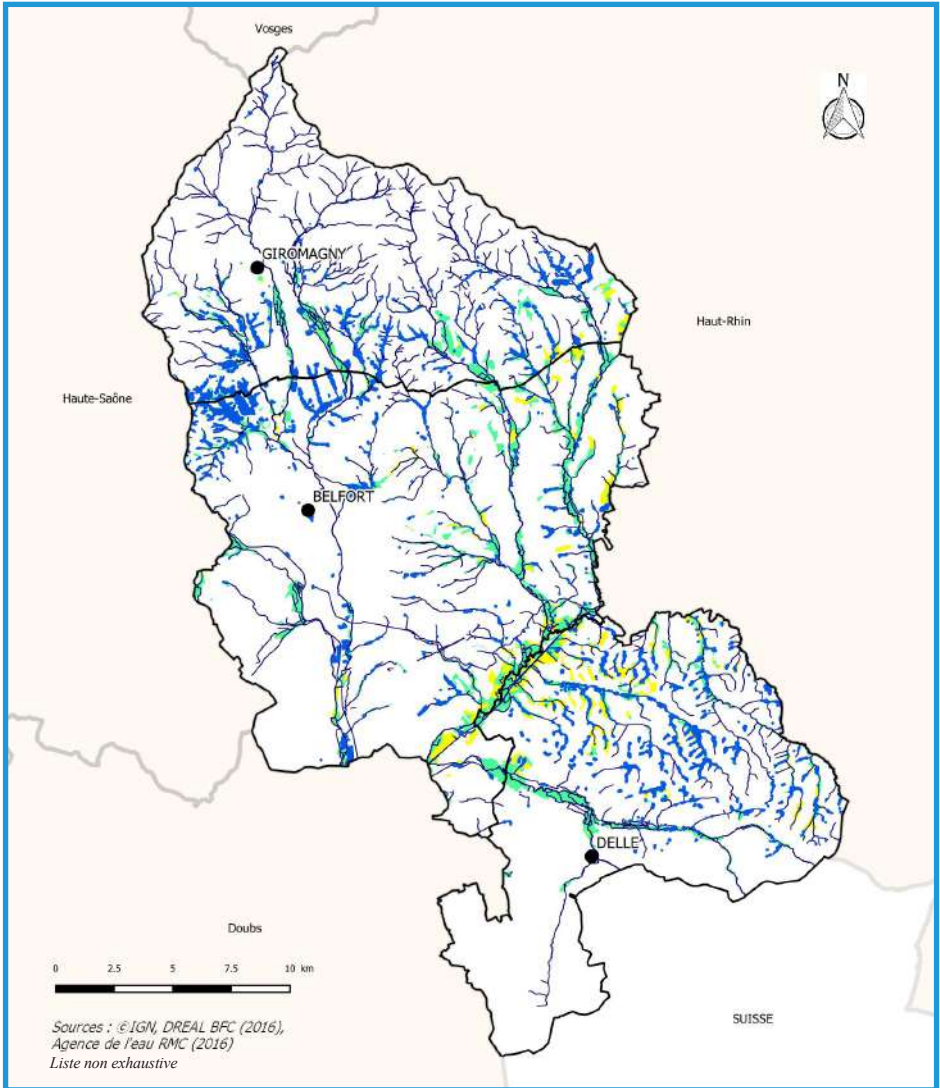 Vosges
N
GIROMAGNY
Haut-Rhin
Haute-Saône
BELFORT
DELLE
Doubs
0 2.5 5 7.5 10 km
SUISSE
Sources : ©IGN, DREAL BFC (2016),
Agence de l'eau RMC (2016)
Liste non exhaustive